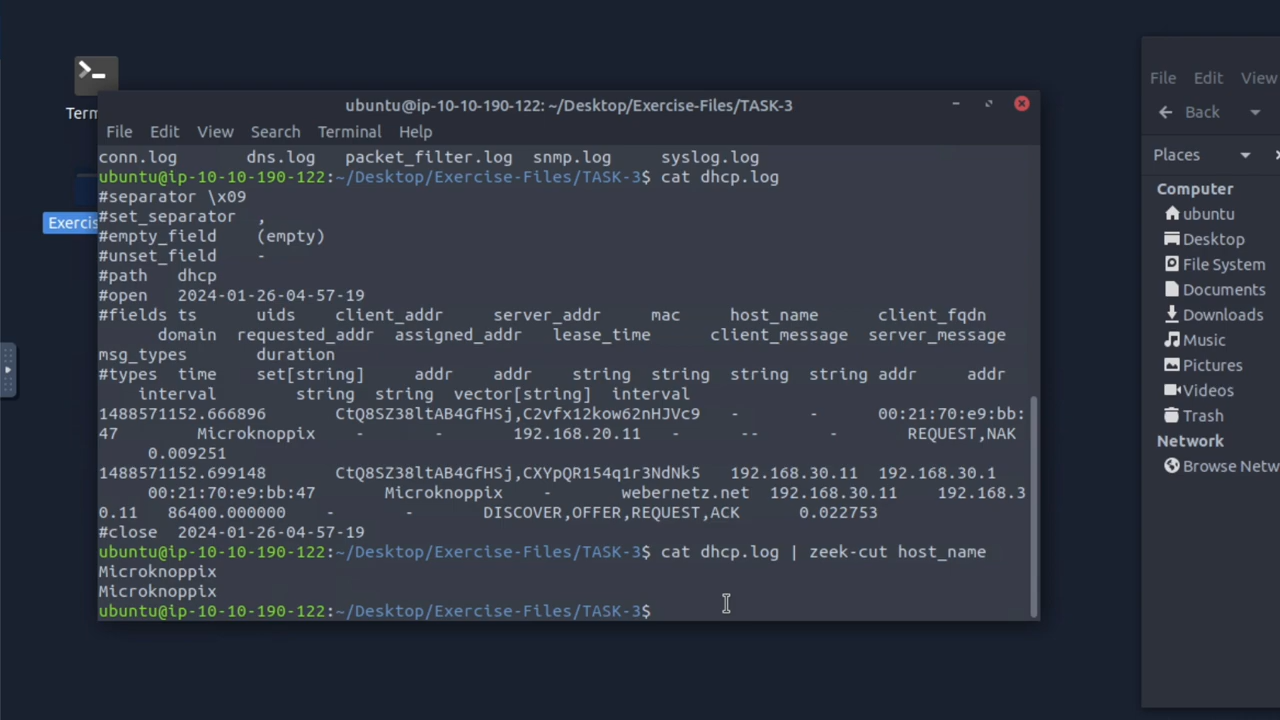 Term
Exercis
ubuntu@ip-10-10-190-122: ~/Desktop/Exercise-Files/TASK-3
File Edit View Search Terminal Help
conn.log dns.log packet_filter.log snmp.log syslog.log
ubuntu@ip-10-10-190-122:~/Desktop/Exercise-Files/TASK-3$ cat dhcp.log
#separator \x09
#set_separator ,
#empty_field (empty)
#unset_field -
#path dhcp
#open 2024-01-26-04-57-19
#fields ts uids client_addr server_addr mac host_name client_fqdn
domain requested_addr assigned_addr lease_time client_message server_message
msg_types duration
#types time set[string] addr addr string string string string addr addr
interval string string vector[string] interval
1488571152.666896 CtQ8SZ38ltAB4GfHSj,C2vfx12kow62nHJVc9 - - 00:21:70:e9:bb:
47 Microknoppix - - 192.168.20.11 - -- - REQUEST,NAK
0.009251
1488571152.699148 CtQ8SZ38ltAB4GfHSj,CXYpQR154q1r3NdNk5 192.168.30.11 192.168.30.1
00:21:70:e9:bb:47 Microknoppix - webernetz.net 192.168.30.11 192.168.3
0.11 86400.000000 - - DISCOVER,OFFER,REQUEST,ACK 0.022753
#close 2024-01-26-04-57-19
ubuntu@ip-10-10-190-122:~/Desktop/Exercise-Files/TASK-3$ cat dhcp.log | zeek-cut host_name
Microknoppix
Microknoppix
ubuntu@ip-10-10-190-122:~/Desktop/Exercise-Files/TASK-3$
File Edit View
Back
Places
Computer
ubuntu
Desktop
File System
Documents
Downloads
Music
Pictures
Videos
Trash
Network
Browse Netw